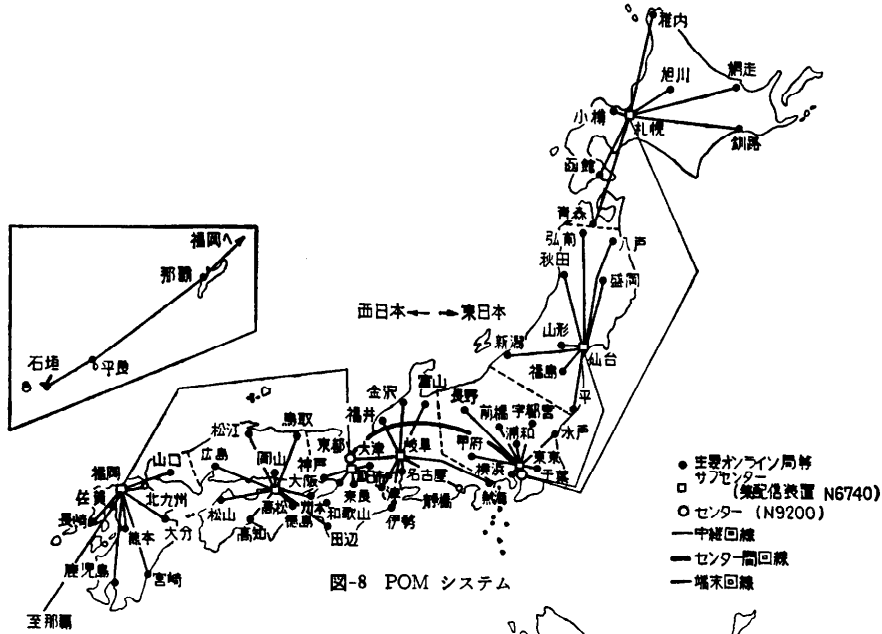 稚内
旭川
網走
小樽
札幌
釧路
函館
青森
弘前
八戸
秋田
盛岡
福岡へ
那覇
石垣
平良
西日本 東日本
山形
新潟
仙台
福島
平
金沢
富山
長野
前橋
宇都宮
福井
浦和
水戸
甲府
東京
千葉
横浜
熱海
松江
鳥取
京都
大津
岐阜
名古屋
静岡
津
伊勢
広島
岡山
神戸
大阪
奈良
和歌山
田辺
山口
福岡
佐賀
北九州
長崎
熊本
大分
松山
高松
徳島
洲本
高知
鹿児島
宮崎
至那覇
主要オンライン局等
サブセンター
(集配信装置 N6740)
センター (N9200)
中継回線
センター間回線
端末回線
図-8 POM システム